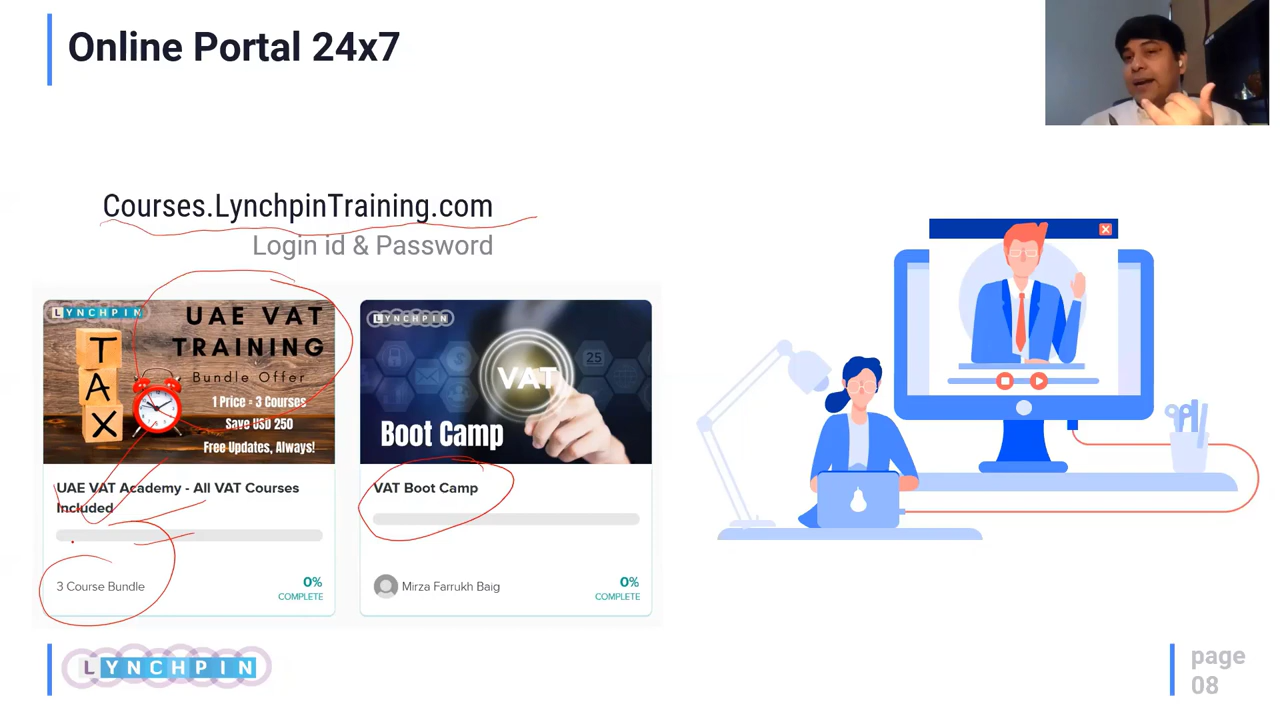 Online Portal 24x7
Courses.LynchpinTraining.com
Login id & Password
LYNCHPIN
UAE VAT
TRAINING
Bundle Offer
1 Price = 3 Courses
Save USD 250
Free Updates, Always!
T
A
X
UAE VAT Academy - All VAT Courses
Included
3 Course Bundle
0%
COMPLETE
LYNCHPIN
25
VAT
Boot Camp
VAT Boot Camp
Mirza Farrukh Baig
0%
COMPLETE
LYNCHPIN
page
08